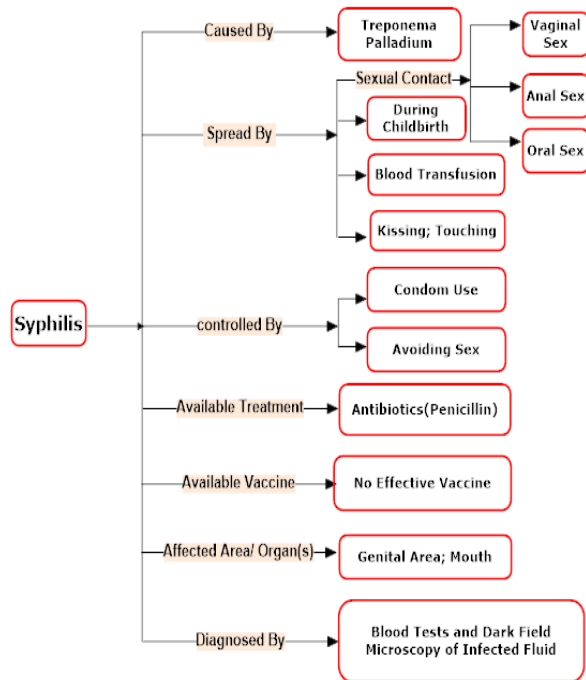 Caused By
Treponema
Palladium
Vaginal
Sex
Sexual Contact
Anal Sex
During
Childbirth
Spread By
Oral Sex
Blood Transfusion
Kissing; Touching
Condom Use
Syphilis
controlled By
Avoiding Sex
Available Treatment
Antibiotics(Penicillin)
Available Vaccine
No Effective Vaccine
Affected Area/ Organ(s)
Genital Area; Mouth
Diagnosed By
Blood Tests and Dark Field
Microscopy of Infected Fluid